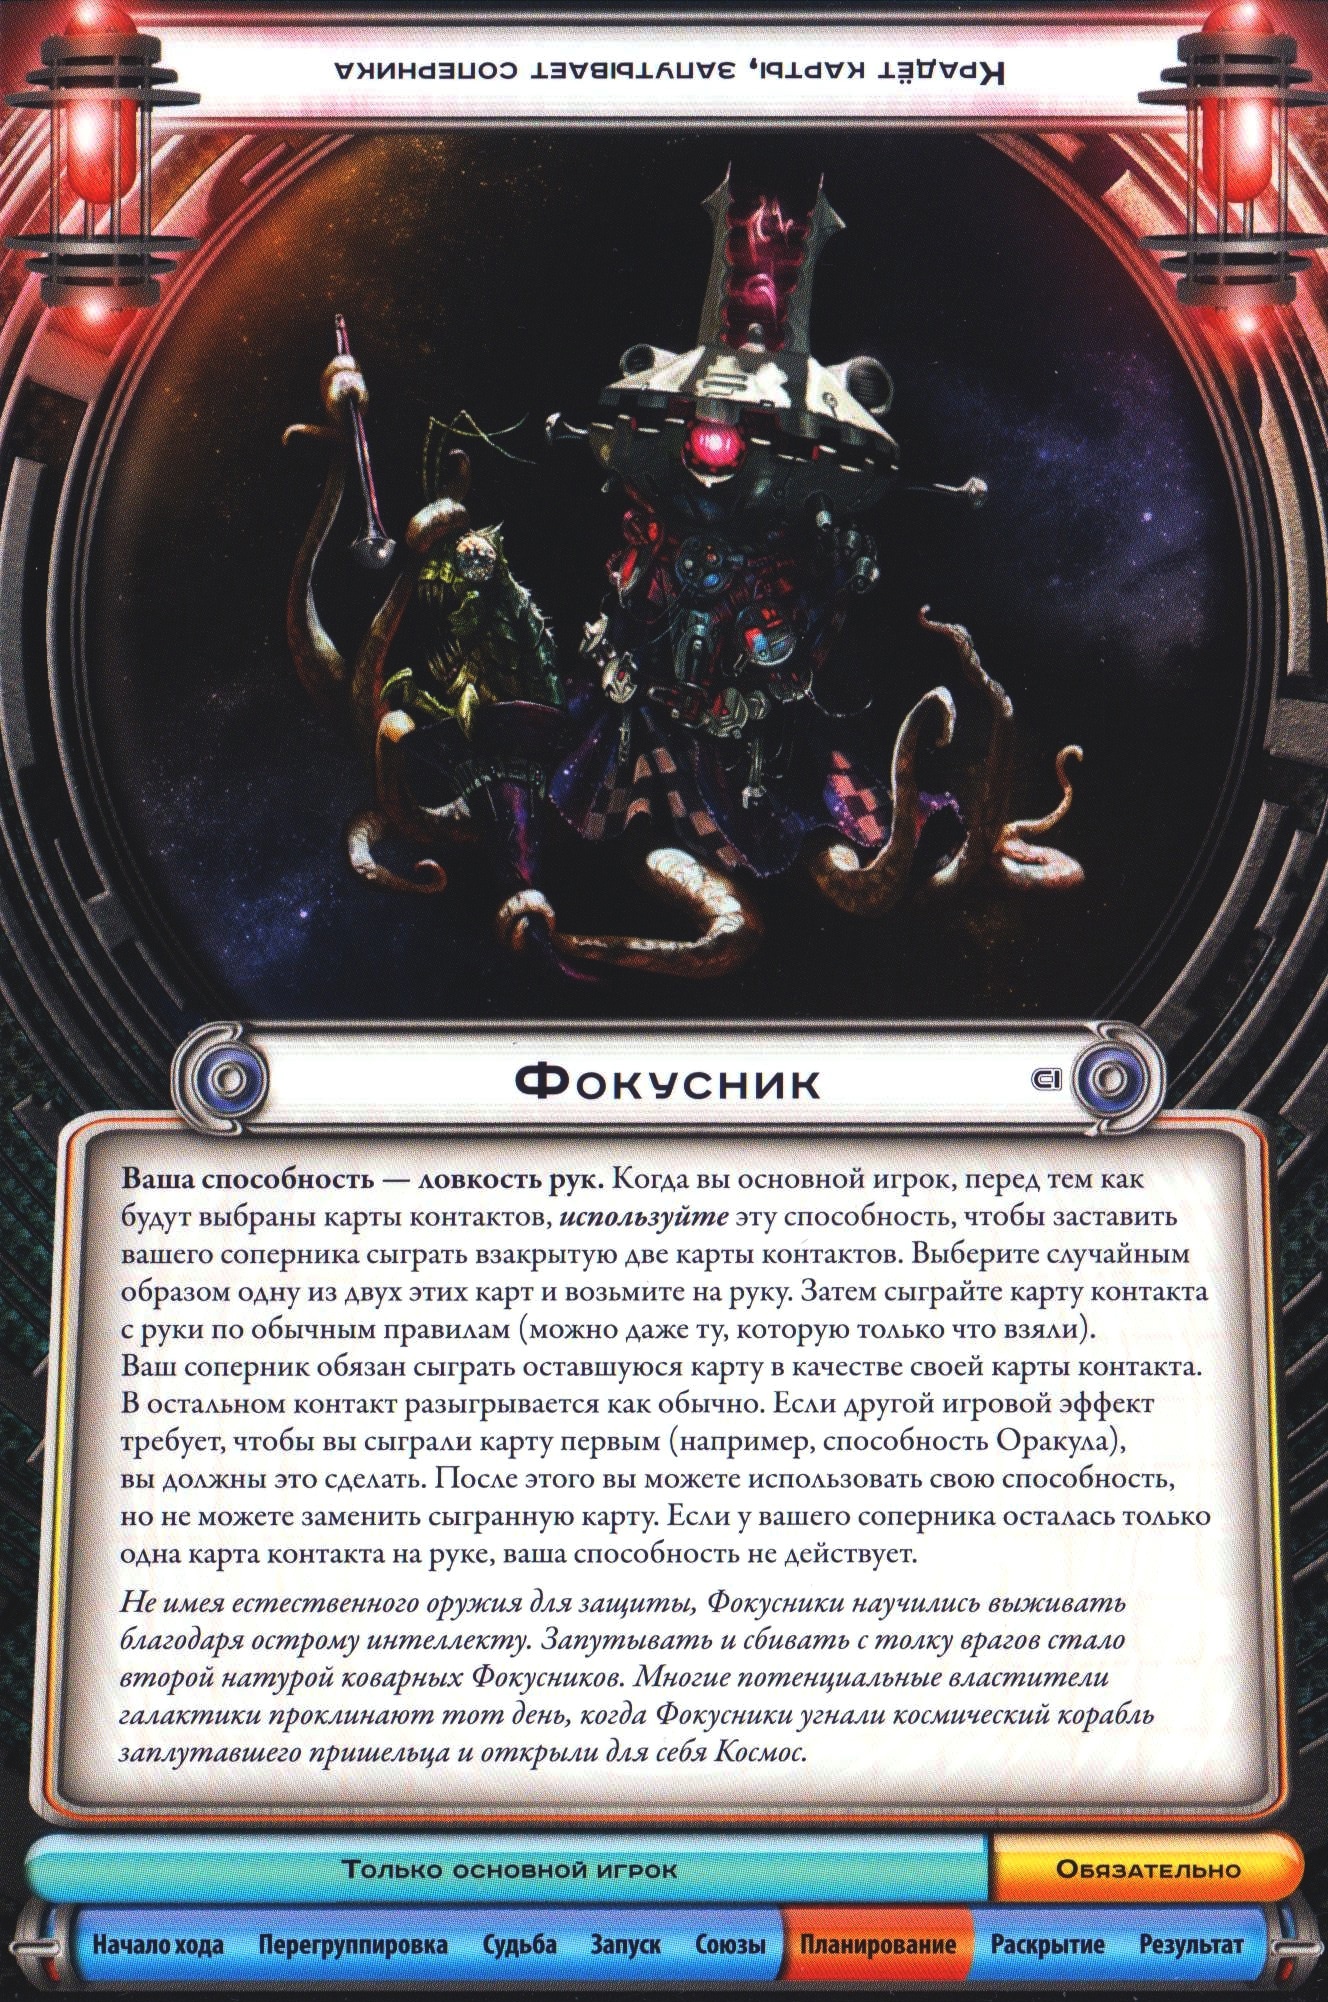 Крадёт карты, запутывает соперника
Фокусник
Ваша способность — ловкость рук. Когда вы основной игрок, перед тем как
будут выбраны карты контактов, используйте эту способность, чтобы заставить
вашего соперника сыграть взакрытую две карты контактов. Выберите случайным
образом одну из двух этих карт и возьмите на руку. Затем сыграйте карту контакта
с руки по обычным правилам (можно даже ту, которую только что взяли).
Ваш соперник обязан сыграть оставшуюся карту в качестве своей карты контакта.
В остальном контакт разыгрывается как обычно. Если другой игровой эффект
требует, чтобы вы сыграли карту первым (например, способность Оракула),
вы должны это сделать. После этого вы можете использовать свою способность,
но не можете заменить сыгранную карту. Если у вашего соперника осталась только
одна карта контакта на руке, ваша способность не действует.
Не имея естественного оружия для защиты, Фокусники научились выживать
благодаря острому интеллекту. Запутывать и сбивать с толку врагов стало
второй натурой коварных Фокусников. Многие потенциальные властители
галактики проклинают тот день, когда Фокусники угнали космический корабль
заплутавшего пришельца и открыли для себя Космос.
Только основной игрок Обязательно
Начало хода Перегруппировка Судьба Запуск Союзы Планирование Раскрытие Результат